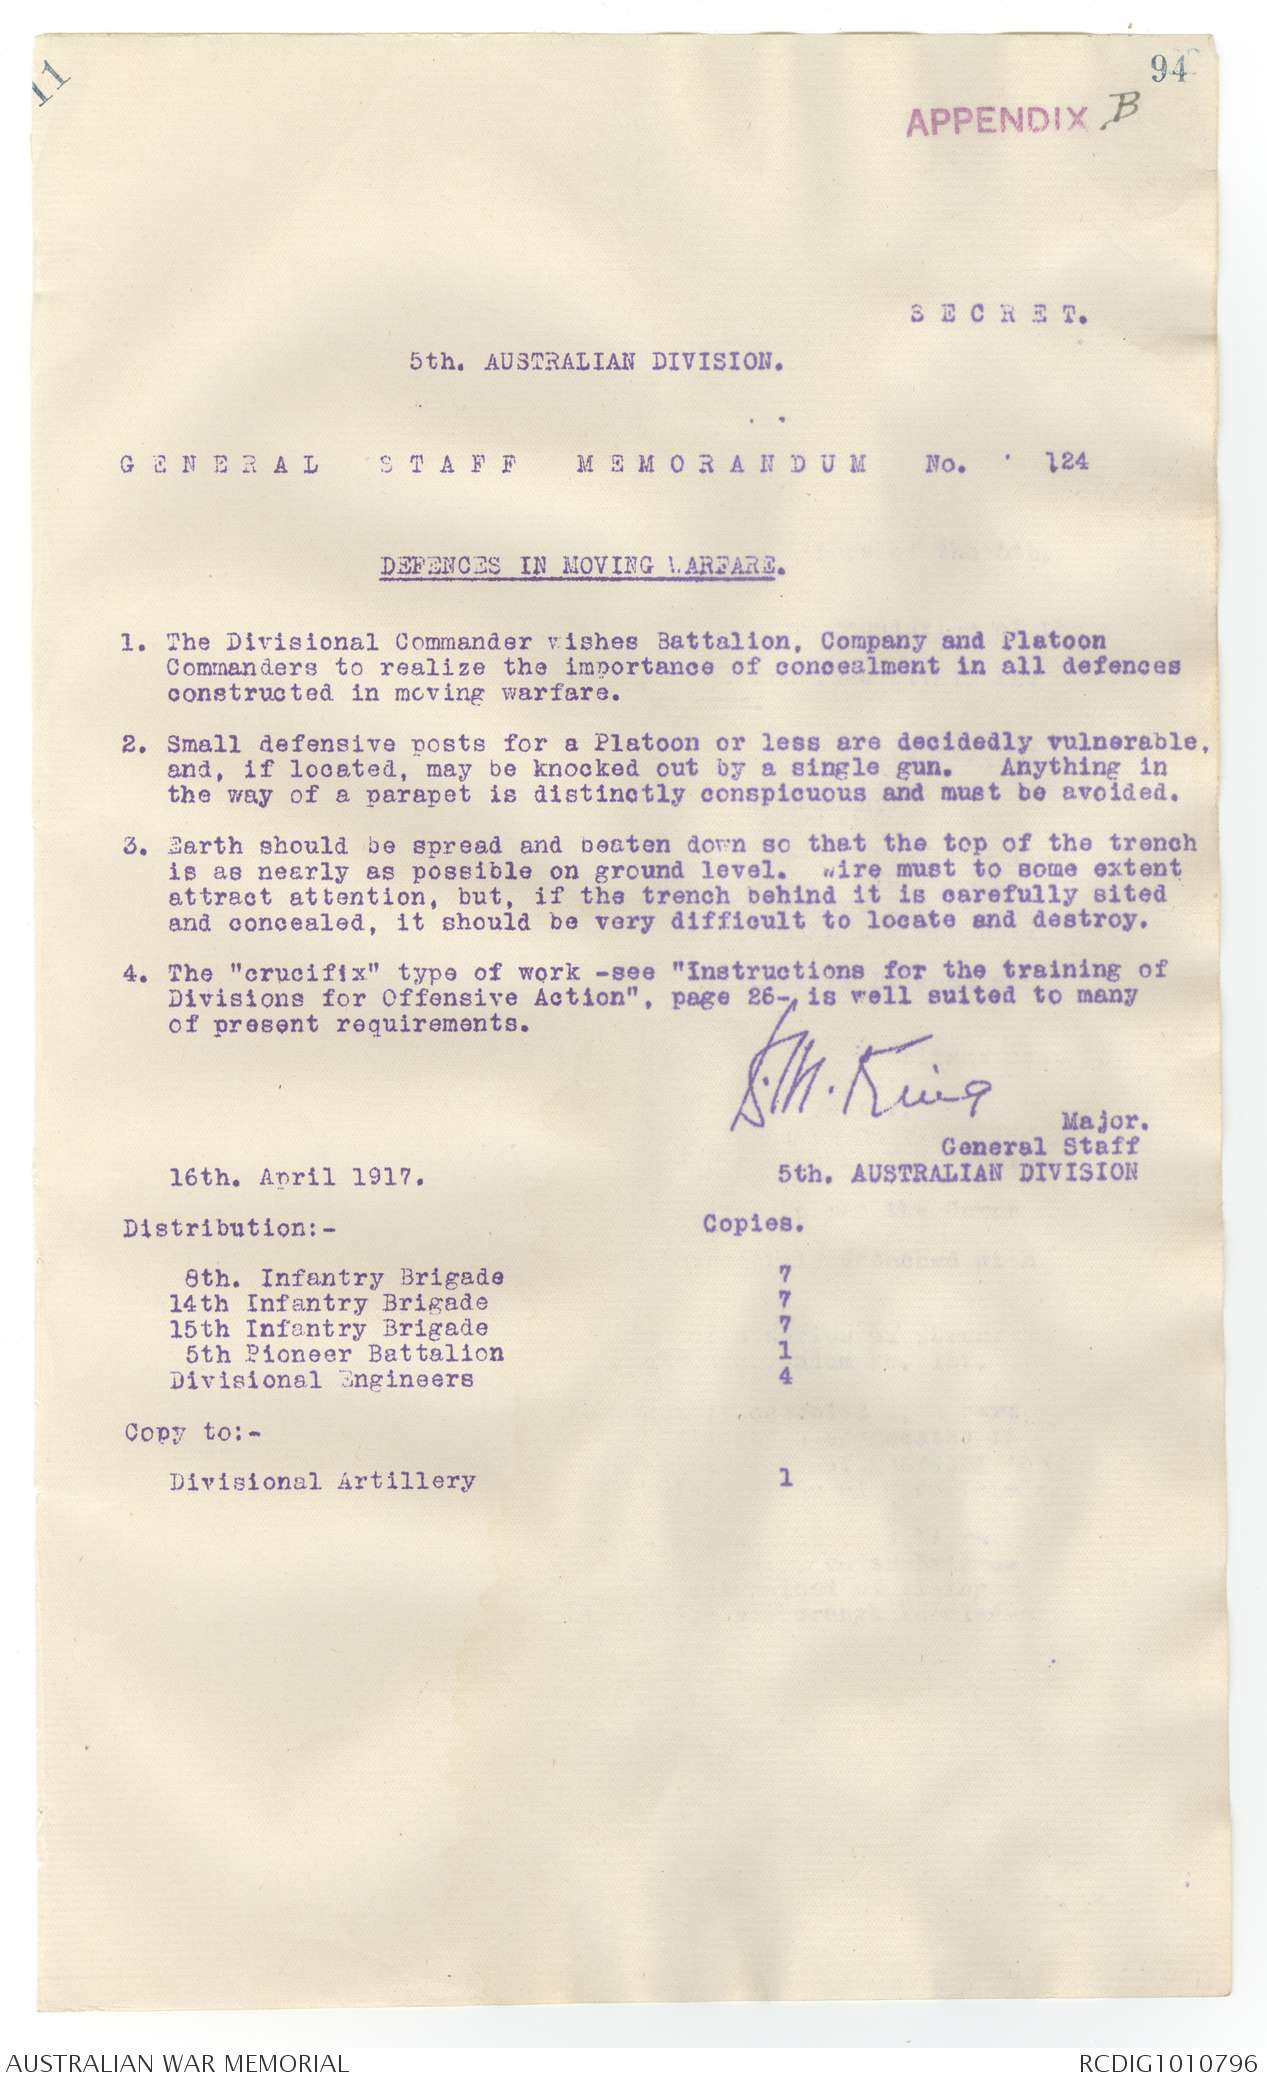 11
94
APPENDIX B
S E C R E T.
5th. AUSTRALIAN DIVISION.
G E N E R A L   S T A F F   M E M O R A N D U M   No. 124
DEFENCES IN MOVING WARFARE.
1. The Divisional Commander wishes Battalion, Company and Platoon
Commanders to realize the importance of concealment in all defences
constructed in moving warfare.
2. Small defensive posts for a Platoon or less are decidedly vulnerable,
and, if located, may be knocked out by a single gun.   Anything in
the way of a parapet is distinctly conspicuous and must be avoided.
3. Earth should be spread and beaten down so that the top of the trench
is as nearly as possible on ground level.  Wire must to some extent
attract attention, but, if the trench behind it is carefully sited
and concealed, it should be very difficult to locate and destroy.
4. The "crucifix" type of work -see "Instructions for the training of
Divisions for Offensive Action", page 26-, is well suited to many
of present requirements.
D.M. King
Major.
General Staff
16th. April 1917. 5th. AUSTRALIAN DIVISION
Distribution:- Copies.
8th. Infantry Brigade 7
14th Infantry Brigade 7
15th Infantry Brigade 7
5th Pioneer Battalion 1
Divisional Engineers 4
Copy to:-
Divisional Artillery 1
AUSTRALIAN WAR MEMORIAL RCDIG1010796